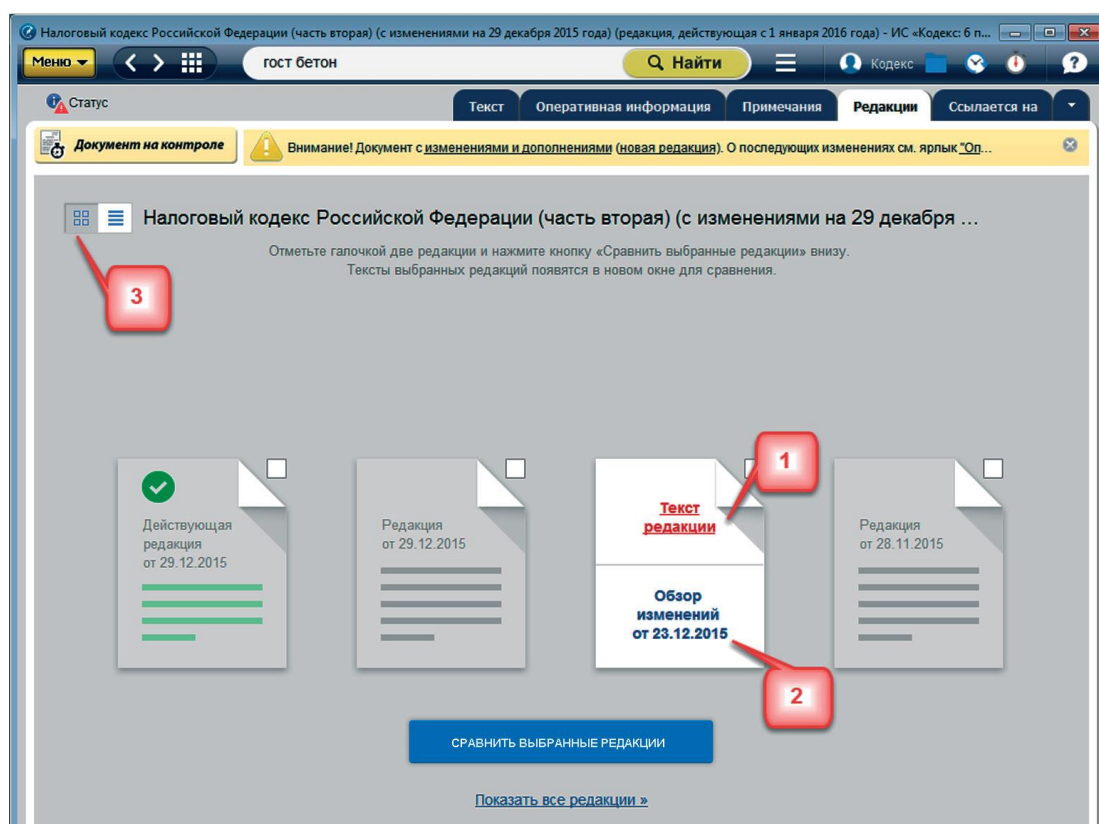 Налоговый кодекс Российской Федерации (часть вторая) (с изменениями на 29 декабря 2015 года) (редакция, действующая с 1 января 2016 года) - ИС «Кодекс: 6 п...
Меню
гост бетон
Найти
Кодекс
?
Статус
Текст
Оперативная информация
Примечания
Редакции
Ссылается на
Документ на контроле
Внимание! Документ с изменениями и дополнениями (новая редакция). О последующих изменениях см. ярлык "Оп...
Налоговый кодекс Российской Федерации (часть вторая) (с изменениями на 29 декабря ...
Отметьте галочкой две редакции и нажмите кнопку «Сравнить выбранные редакции» внизу.
Тексты выбранных редакций появятся в новом окне для сравнения.
3
1
Действующая
редакция
от 29.12.2015
Редакция
от 29.12.2015
Текст
редакции
Обзор
изменений
от 23.12.2015
Редакция
от 28.11.2015
2
СРАВНИТЬ ВЫБРАННЫЕ РЕДАКЦИИ
Показать все редакции »